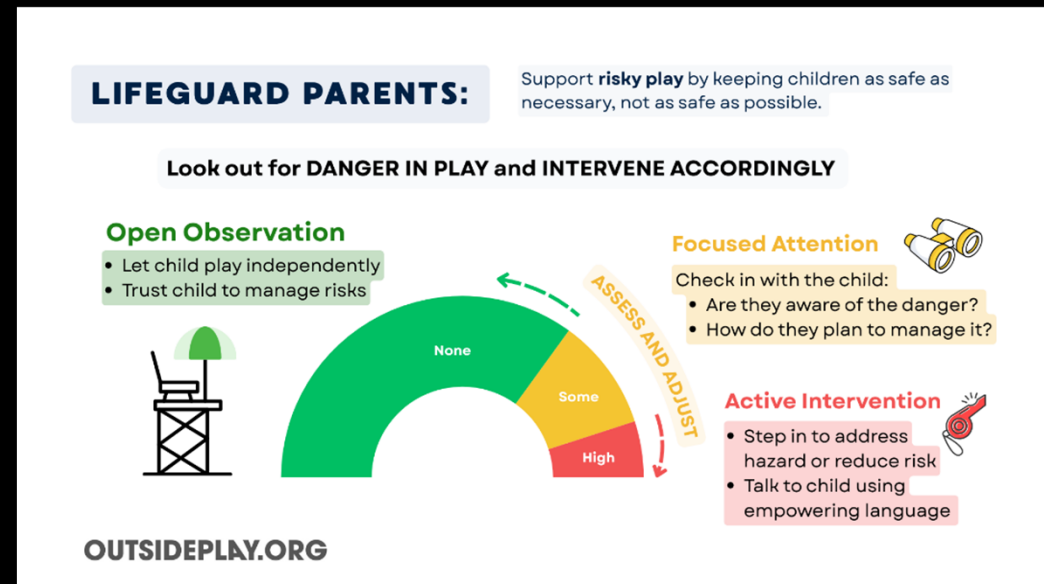 LIFEGUARD PARENTS:
Support risky play by keeping children as safe as
necessary, not as safe as possible.
Look out for DANGER IN PLAY and INTERVENE ACCORDINGLY
Open Observation
• Let child play independently
• Trust child to manage risks
None
Some
High
ASSESS AND ADJUST
Focused Attention
Check in with the child:
• Are they aware of the danger?
• How do they plan to manage it?
Active Intervention
• Step in to address
hazard or reduce risk
• Talk to child using
empowering language
OUTSIDEPLAY.ORG